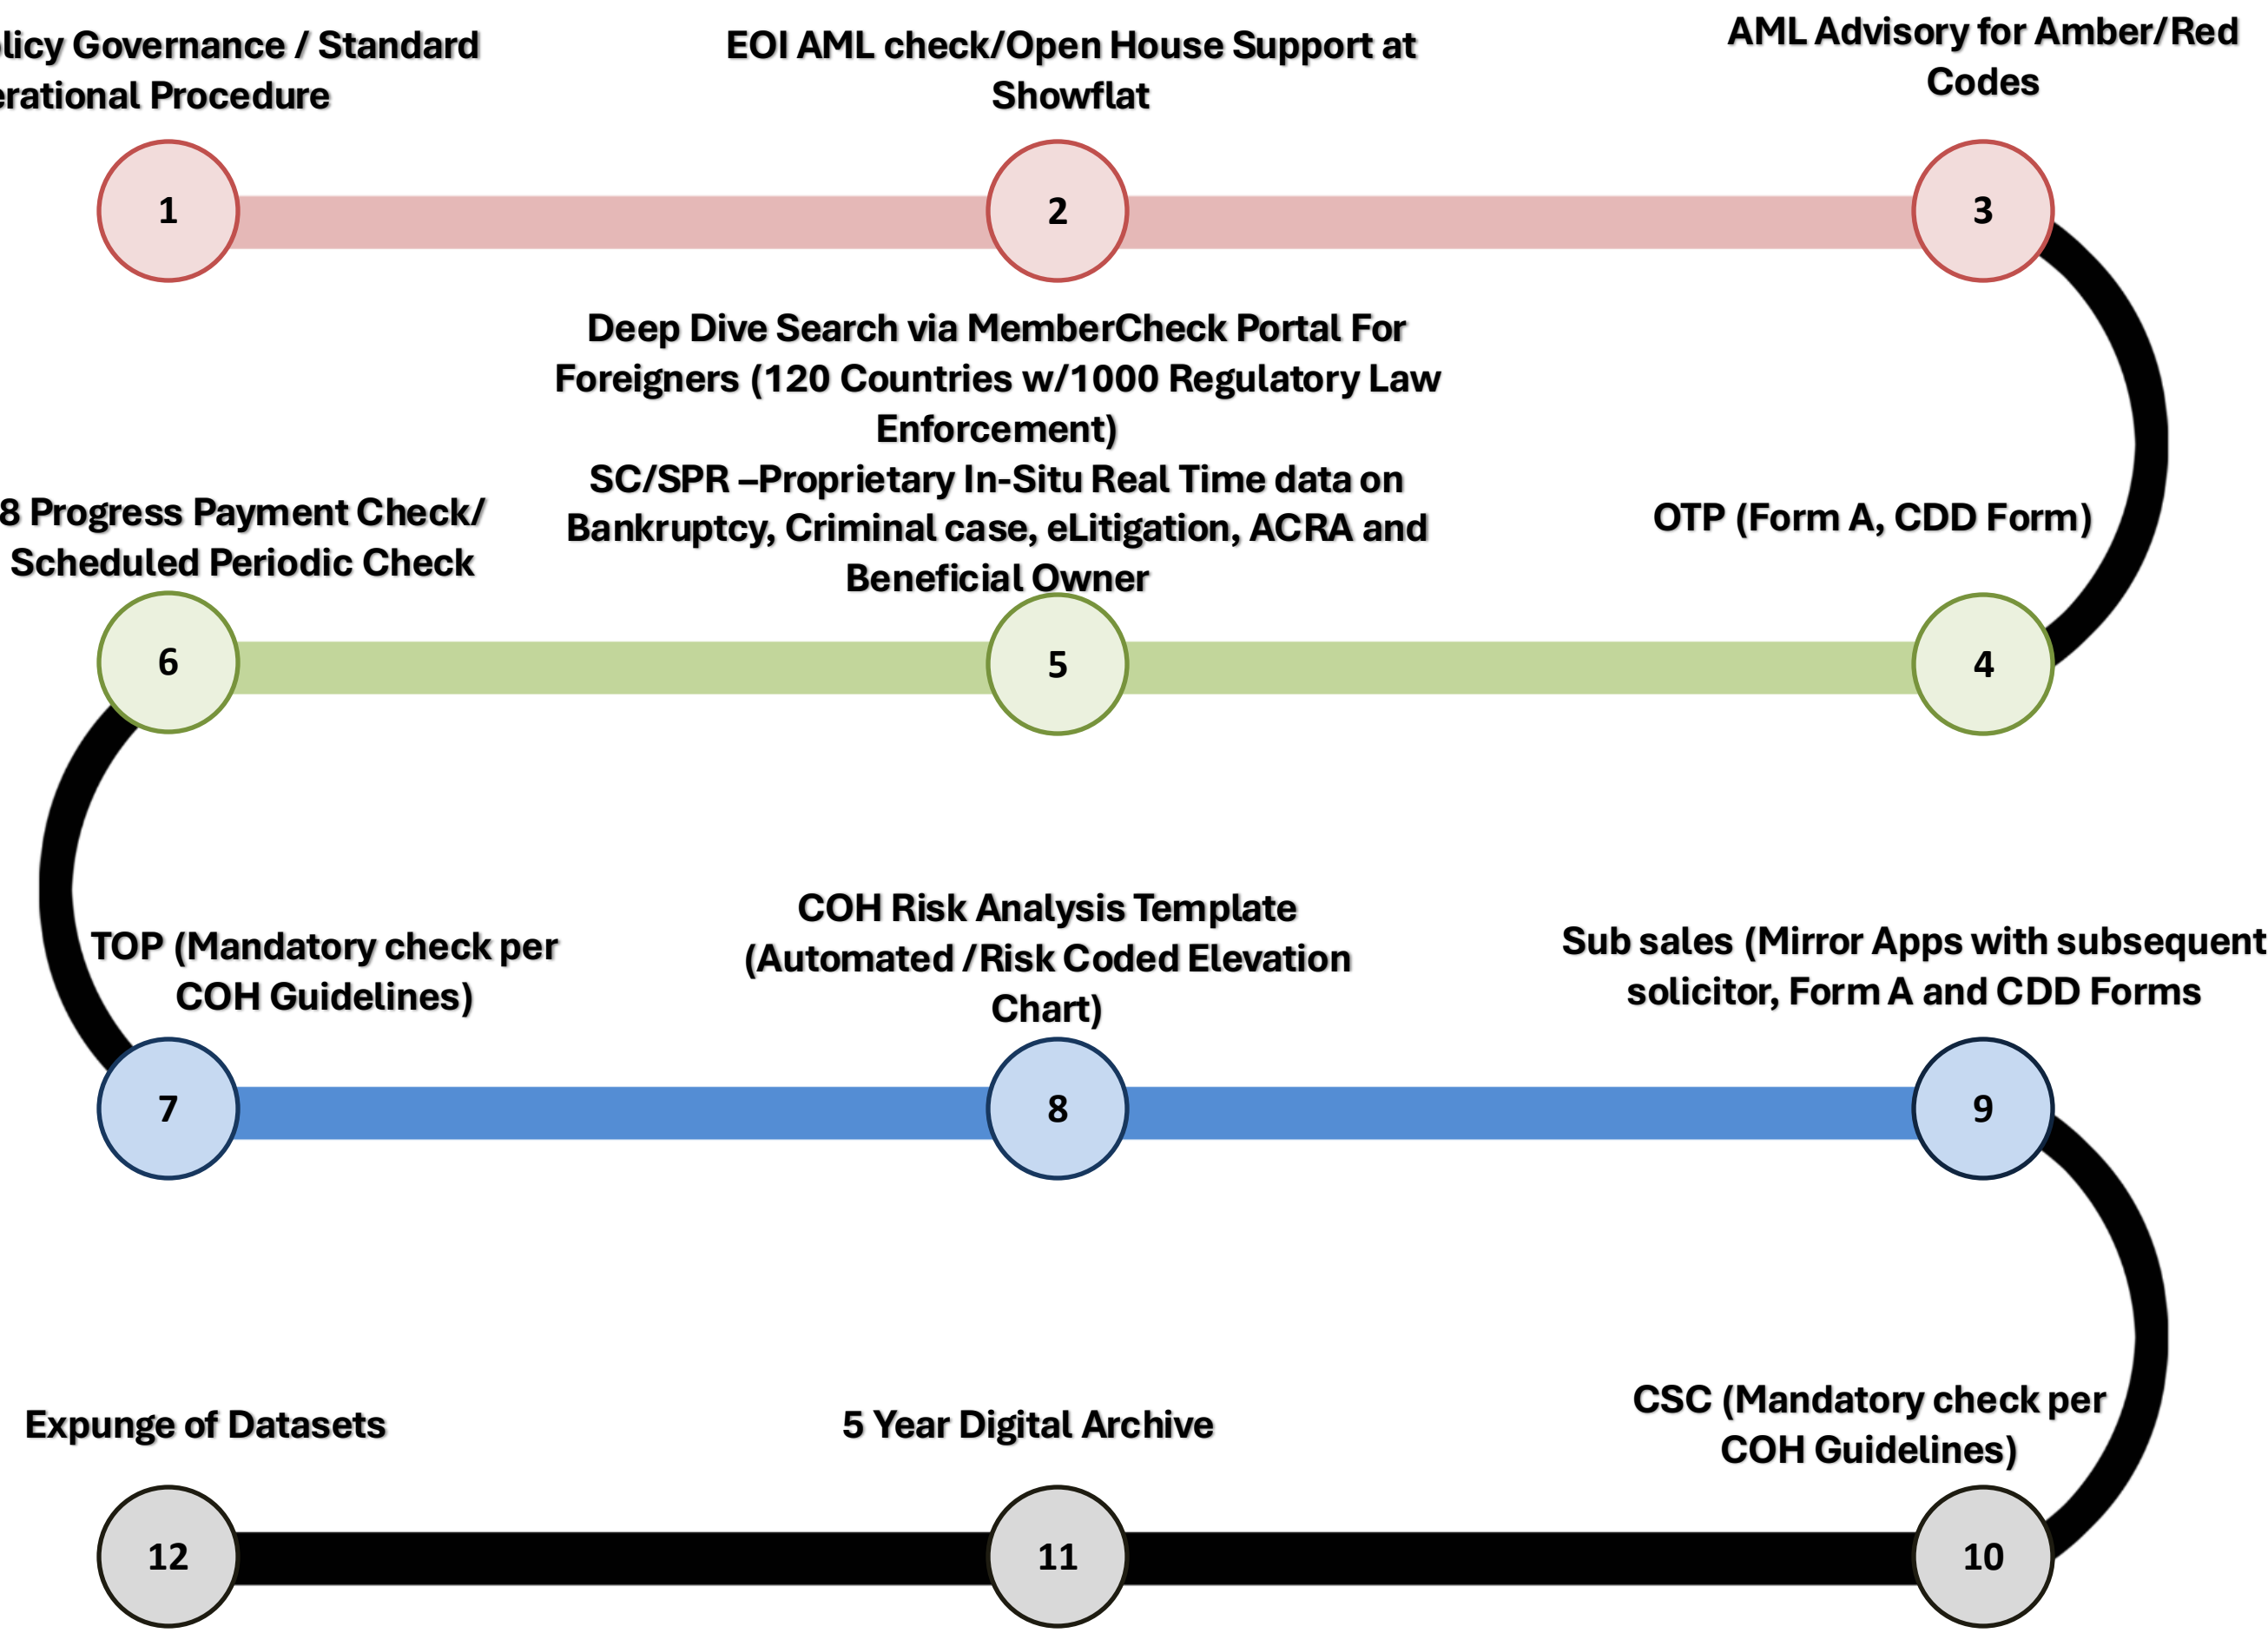 licy Governance / Standard
erational Procedure
EOI AML check/Open House Support at
Showflat
AML Advisory for Amber/Red
Codes
1
2
3
Deep Dive Search via MemberCheck Portal For
Foreigners (120 Countries w/1000 Regulatory Law
Enforcement)
SC/SPR –Proprietary In-Situ Real Time data on
Bankruptcy, Criminal case, eLitigation, ACRA and
Beneficial Owner
8 Progress Payment Check/
Scheduled Periodic Check
OTP (Form A, CDD Form)
6
5
4
TOP (Mandatory check per
COH Guidelines)
COH Risk Analysis Template
(Automated /Risk Coded Elevation
Chart)
Sub sales (Mirror Apps with subsequent
solicitor, Form A and CDD Forms
7
8
9
Expunge of Datasets
5 Year Digital Archive
CSC (Mandatory check per
COH Guidelines)
12
11
10